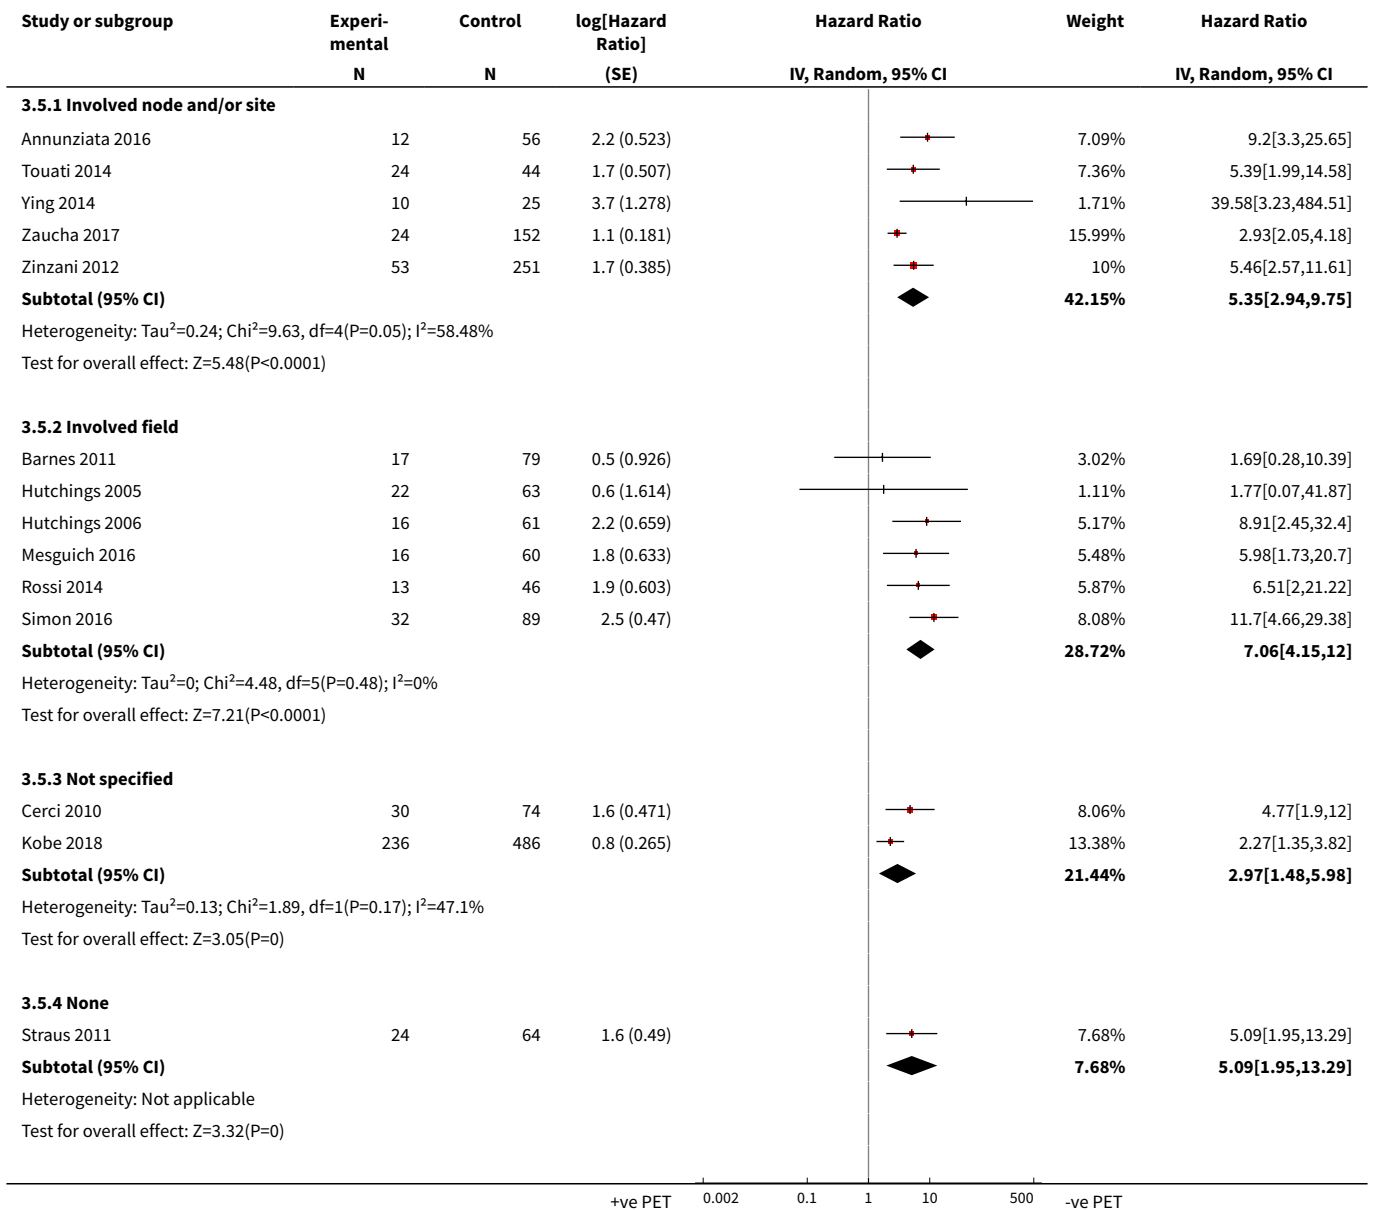 Study or subgroup Experi- Control log[Hazard Hazard Ratio Weight Hazard Ratio
mental Ratio]
N N (SE) IV, Random, 95% CI IV, Random, 95% CI
3.5.1 Involved node and/or site
Annunziata 2016 12 56 2.2 (0.523) 7.09% 9.2[3.3,25.65]
Touati 2014 24 44 1.7 (0.507) 7.36% 5.39[1.99,14.58]
Ying 2014 10 25 3.7 (1.278) 1.71% 39.58[3.23,484.51]
Zaucha 2017 24 152 1.1 (0.181) 15.99% 2.93[2.05,4.18]
Zinzani 2012 53 251 1.7 (0.385) 10% 5.46[2.57,11.61]
Subtotal (95% CI) 42.15% 5.35[2.94,9.75]
Heterogeneity: Tau²=0.24; Chi²=9.63, df=4(P=0.05); I²=58.48%
Test for overall effect: Z=5.48(P<0.0001)
3.5.2 Involved field
Barnes 2011 17 79 0.5 (0.926) 3.02% 1.69[0.28,10.39]
Hutchings 2005 22 63 0.6 (1.614) 1.11% 1.77[0.07,41.87]
Hutchings 2006 16 61 2.2 (0.659) 5.17% 8.91[2.45,32.4]
Mesguich 2016 16 60 1.8 (0.633) 5.48% 5.98[1.73,20.7]
Rossi 2014 13 46 1.9 (0.603) 5.87% 6.51[2,21.22]
Simon 2016 32 89 2.5 (0.47) 8.08% 11.7[4.66,29.38]
Subtotal (95% CI) 28.72% 7.06[4.15,12]
Heterogeneity: Tau²=0; Chi²=4.48, df=5(P=0.48); I²=0%
Test for overall effect: Z=7.21(P<0.0001)
3.5.3 Not specified
Cerci 2010 30 74 1.6 (0.471) 8.06% 4.77[1.9,12]
Kobe 2018 236 486 0.8 (0.265) 13.38% 2.27[1.35,3.82]
Subtotal (95% CI) 21.44% 2.97[1.48,5.98]
Heterogeneity: Tau²=0.13; Chi²=1.89, df=1(P=0.17); I²=47.1%
Test for overall effect: Z=3.05(P=0)
3.5.4 None
Straus 2011 24 64 1.6 (0.49) 7.68% 5.09[1.95,13.29]
Subtotal (95% CI) 7.68% 5.09[1.95,13.29]
Heterogeneity: Not applicable
Test for overall effect: Z=3.32(P=0)
+ve PET 0.002 0.1 1 10 500 -ve PET